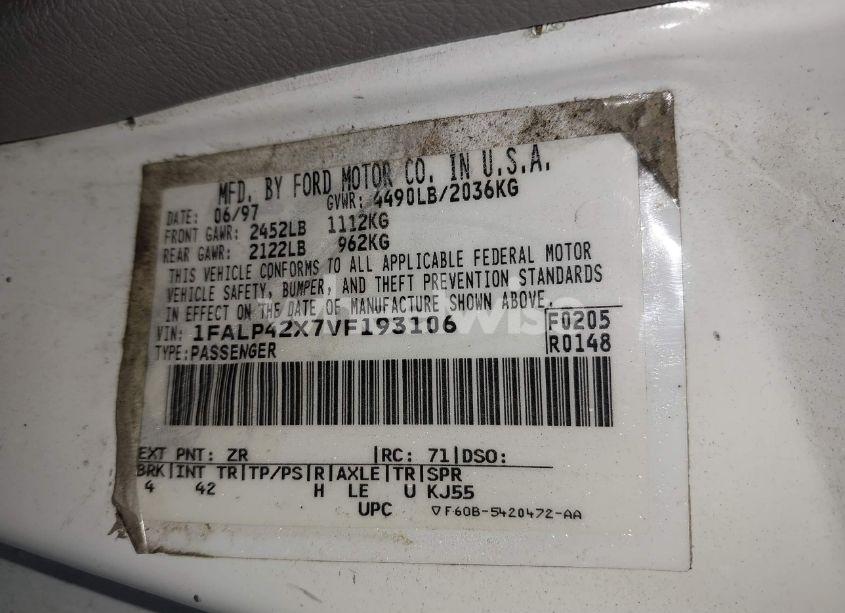 MFD. BY FORD MOTOR CO. IN U.S.A.
DATE: 06/97 GVWR: 4490LB/2036KG
FRONT GAWR: 2452LB 1112KG
REAR GAWR: 2122LB 962KG
THIS VEHICLE CONFORMS TO ALL APPLICABLE FEDERAL MOTOR
VEHICLE SAFETY, BUMPER, AND THEFT PREVENTION STANDARDS
IN EFFECT ON THE DATE OF MANUFACTURE SHOWN ABOVE.
VIN: 1FALP42X7VF193106 F0205
TYPE: PASSENGER R0148
EXT PNT: ZR |RC: 71|DSO:
BRK|INT TR|TP/PS|R|AXLE|TR|SPR
4 42 H LE U KJ55
UPC ▽F60B-5420472-AA